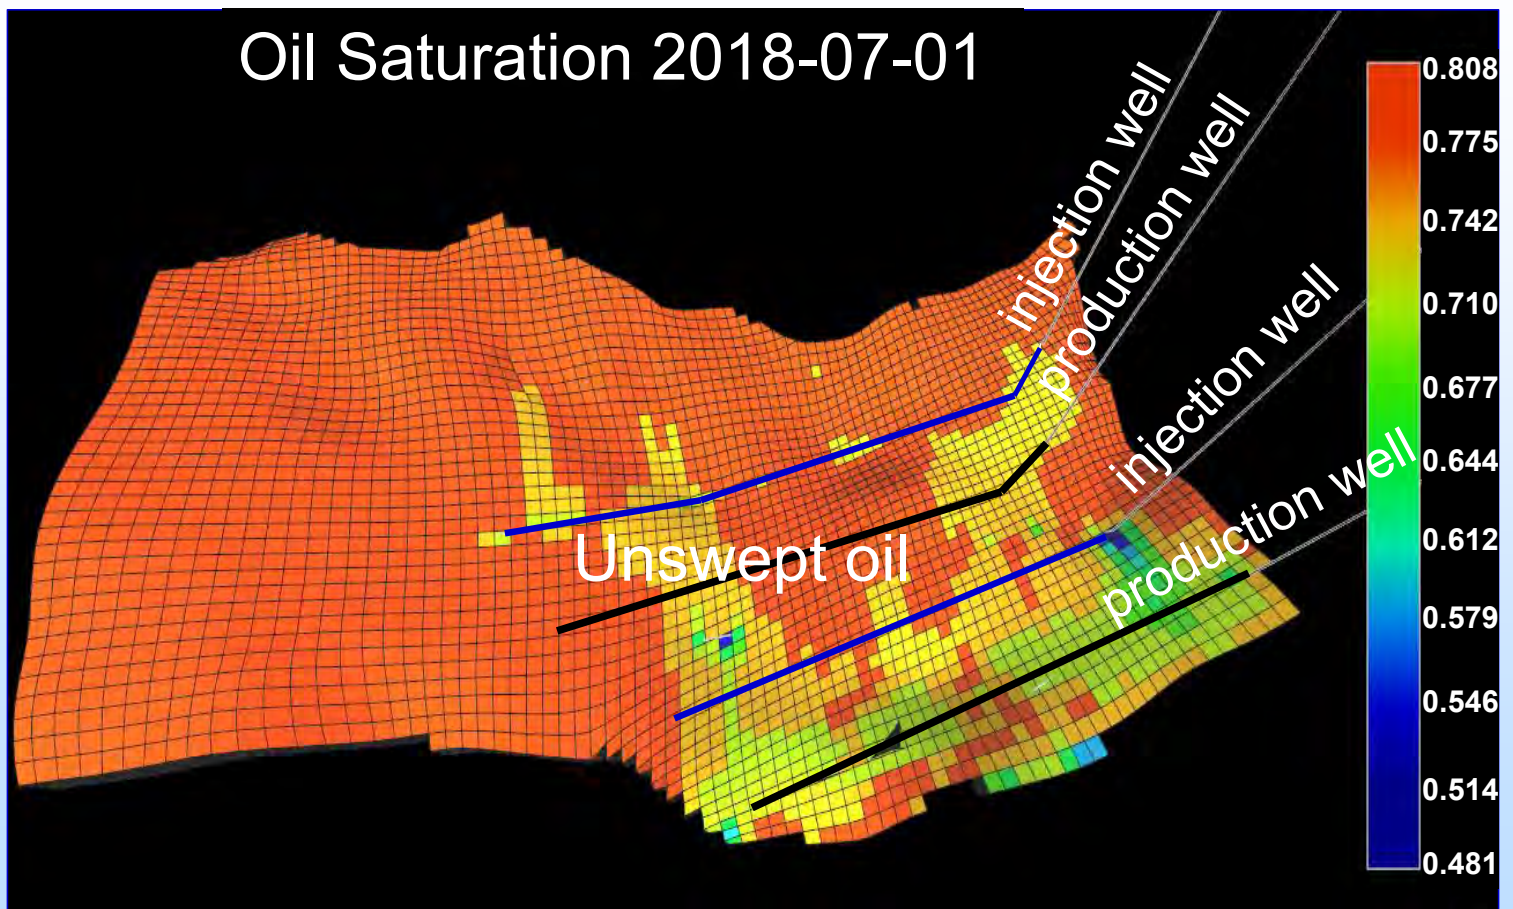 Oil Saturation 2018-07-01
injection well
production well
injection well
production well
Unswept oil
0.808
0.775
0.742
0.710
0.677
0.644
0.612
0.579
0.546
0.514
0.481